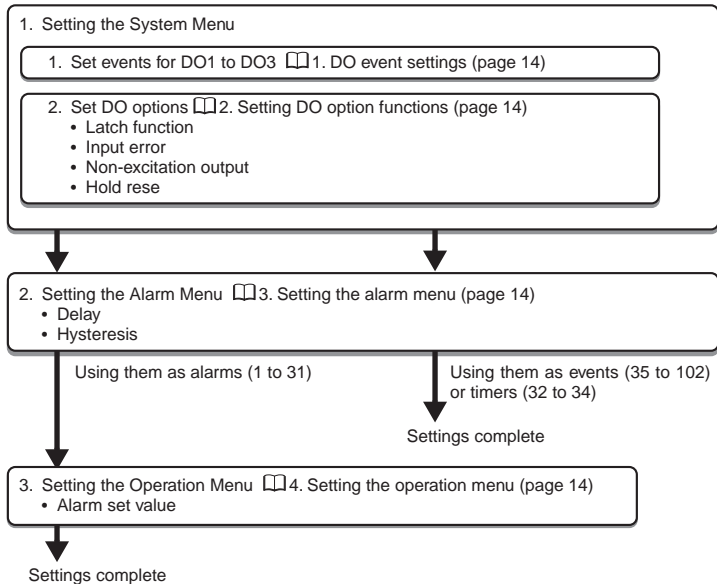 1. Setting the System Menu
1. Set events for DO1 to DO3 1. DO event settings (page 14)
2. Set DO options 2. Setting DO option functions (page 14)
• Latch function
• Input error
• Non-excitation output
• Hold rese
2. Setting the Alarm Menu 3. Setting the alarm menu (page 14)
• Delay
• Hysteresis
Using them as alarms (1 to 31)
Using them as events (35 to 102)
or timers (32 to 34)
Settings complete
3. Setting the Operation Menu 4. Setting the operation menu (page 14)
• Alarm set value
Settings complete